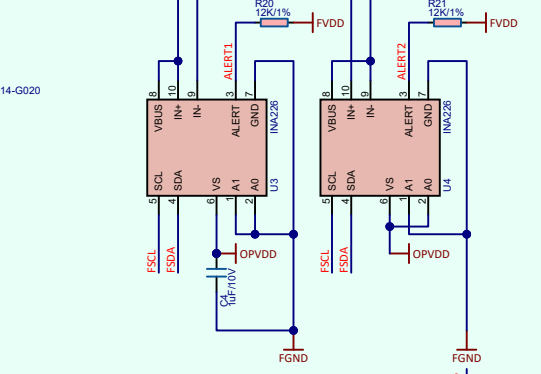 R20
12K/1%
FVDD
R21
12K/1%
FVDD
14-G020
ALERT1
ALERT2
8
10
9
3
7
VBUS
IN+
IN-
ALERT
GND
INA226
SCL
SDA
VS
A1
A0
U3
5
4
6
1
2
8
10
9
3
7
VBUS
IN+
IN-
ALERT
GND
INA226
SCL
SDA
VS
A1
A0
U4
5
4
6
1
2
FSCL
FSDA
OPVDD
C4
1uF/10V
FSCL
FSDA
OPVDD
FGND
FGND